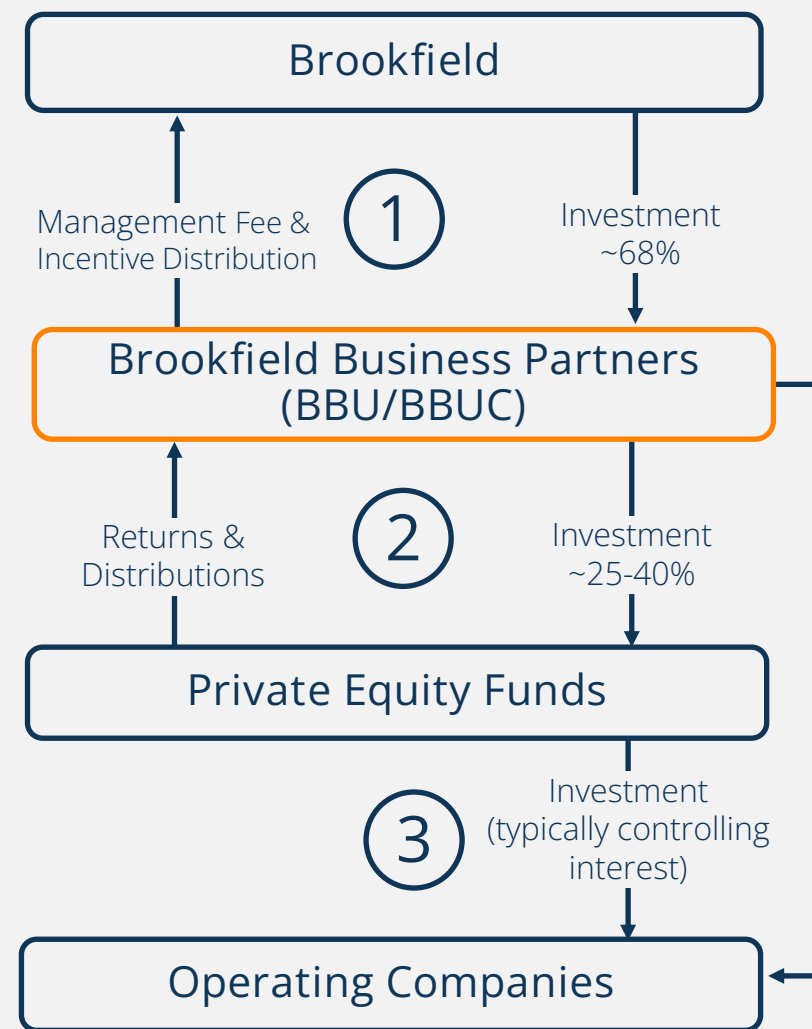 Brookfield
Management Fee &
Incentive Distribution
1
Investment
~68%
Brookfield Business Partners
(BBU/BBUC)
Returns &
Distributions
2
Investment
~25-40%
Private Equity Funds
3
Investment
(typically controlling
interest)
Operating Companies